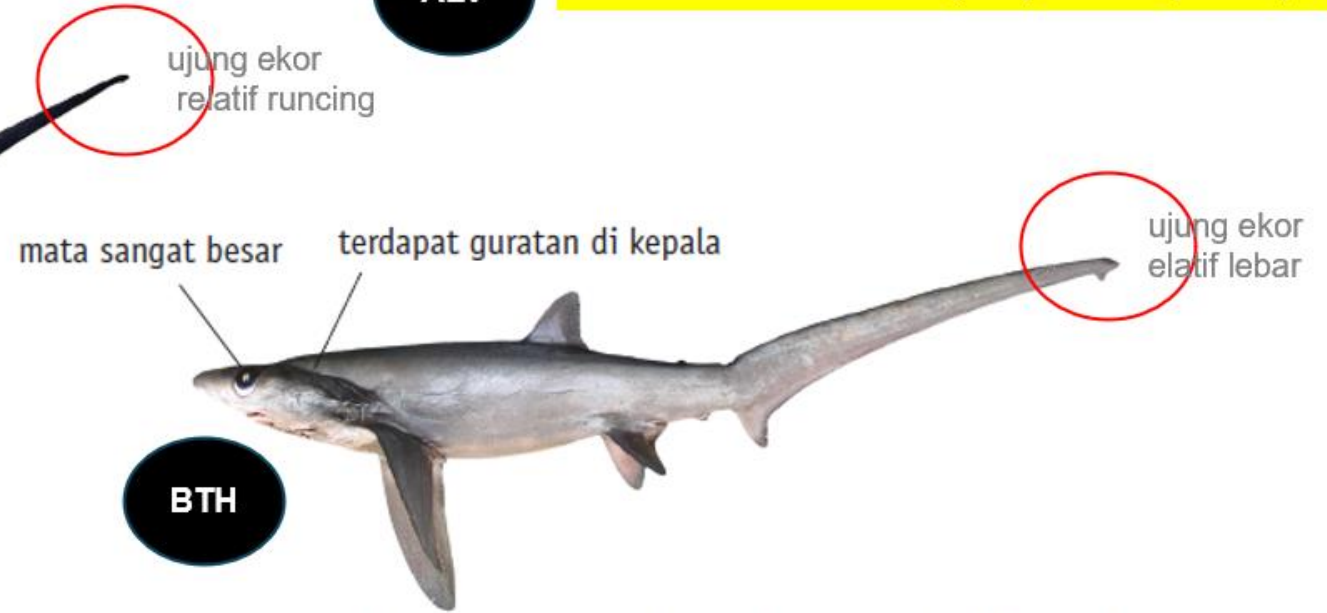 ujung ekor
relatif runcing
mata sangat besar
terdapat guratan di kepala
ujung ekor
elatif lebar
BTH